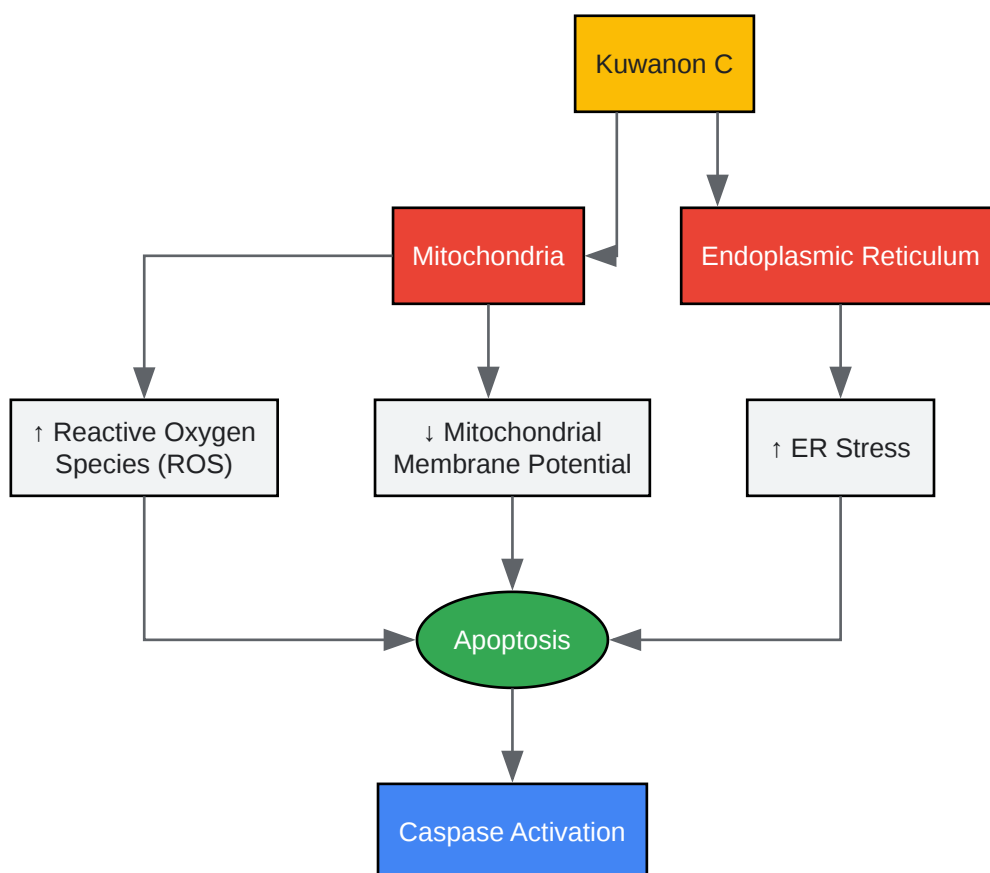 Kuwanon C
Mitochondria
Endoplasmic Reticulum
↑ Reactive Oxygen
Species (ROS)
↓ Mitochondrial
Membrane Potential
↑ ER Stress
Apoptosis
Caspase Activation